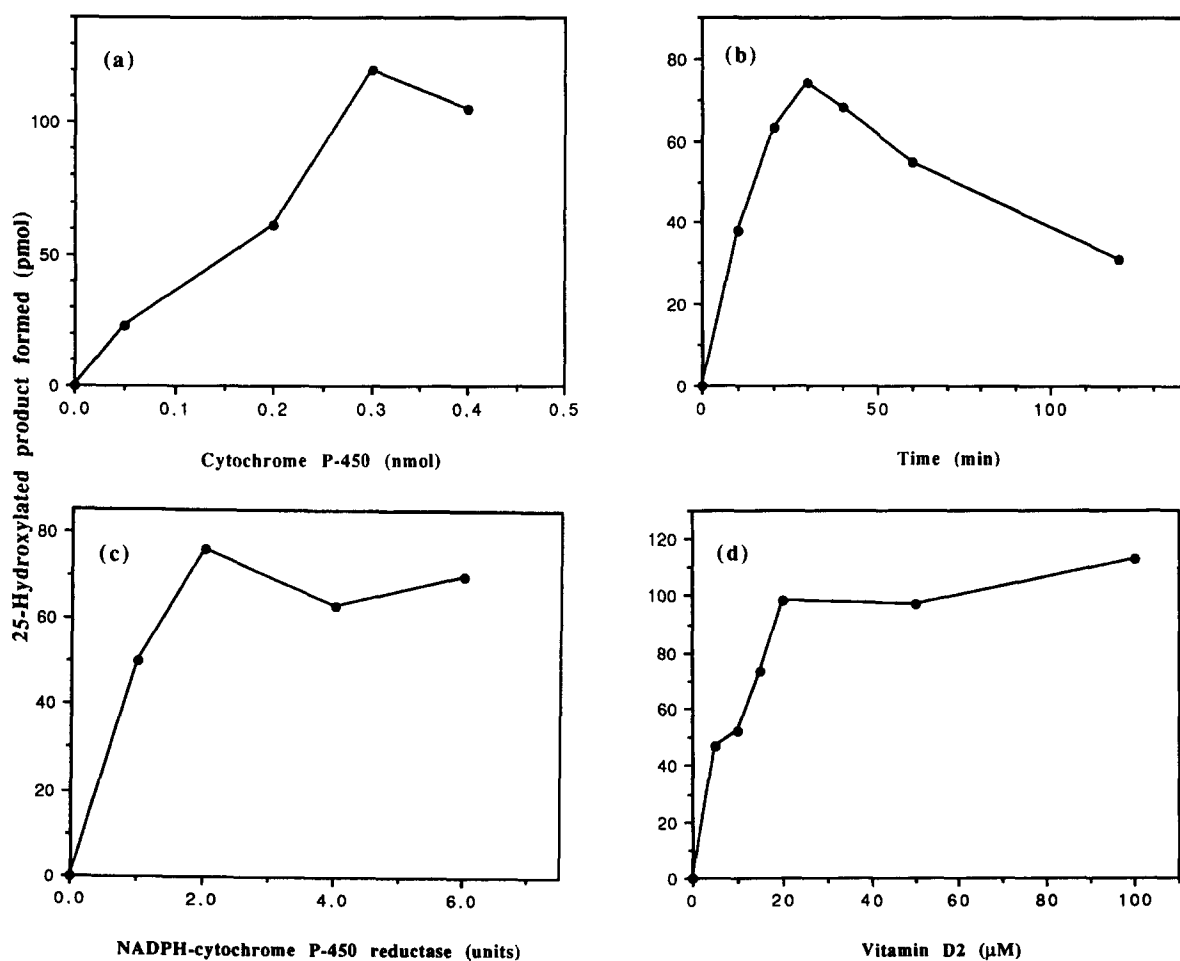 25-Hydroxylated product formed (pmol)
(a)
100
50
0
0.0 0.1 0.2 0.3 0.4 0.5
Cytochrome P-450 (nmol)
(b)
80
60
40
20
0
0 50 100
Time (min)
(c)
80
60
40
20
0
0.0 2.0 4.0 6.0
NADPH-cytochrome P-450 reductase (units)
(d)
120
100
80
60
40
20
0
0 20 40 60 80 100
Vitamin D2 (μM)